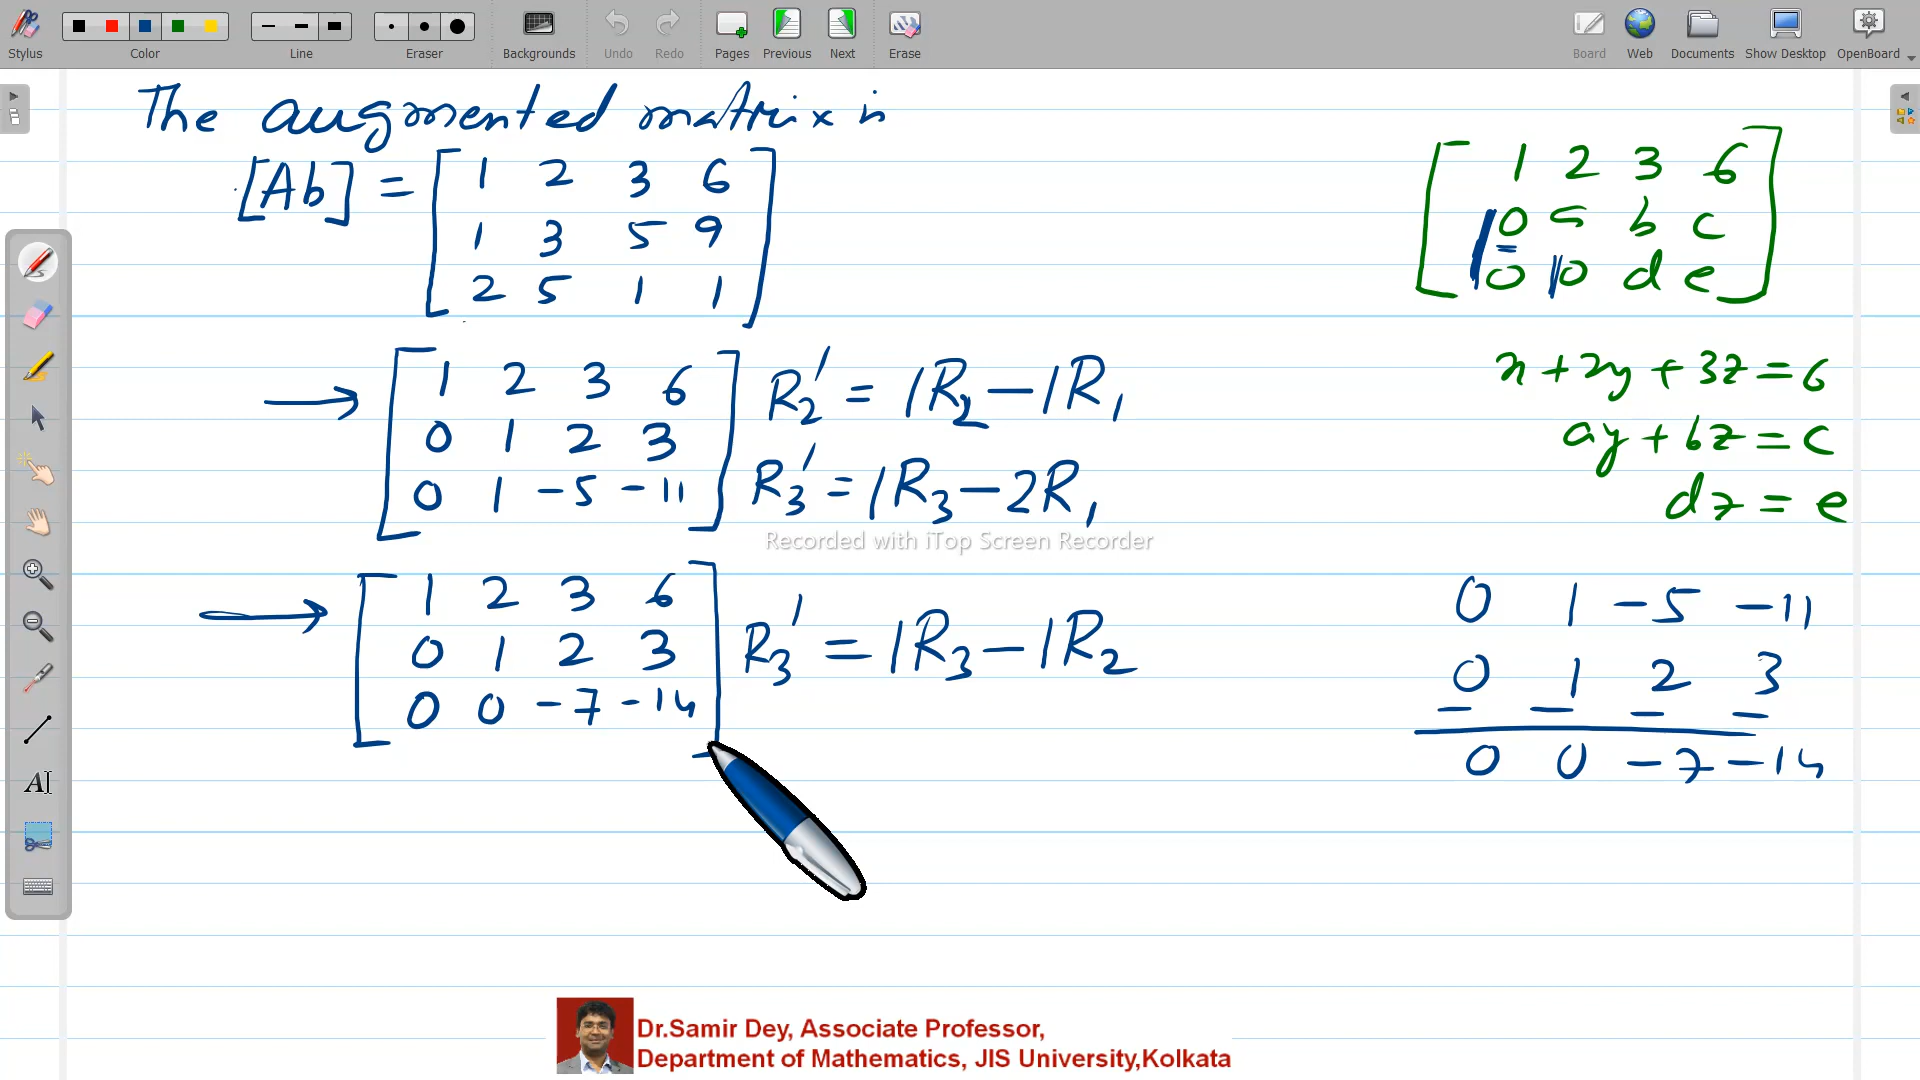 Stylus Color Line Eraser Backgrounds Undo Redo Pages Previous Next Erase Board Web Documents Show Desktop OpenBoard
The augmented matrix is
[Ab] = [ 1 2 3 6
1 3 5 9
2 5 1 1 ]
→ [ 1 2 3 6
0 1 2 3
0 1 -5 -11 ]
R₂' = 1R₂ - 1R₁
R₃' = 1R₃ - 2R₁
Recorded with iTop Screen Recorder
→ [ 1 2 3 6
0 1 2 3
0 0 -7 -14 ]
R₃' = 1R₃ - 1R₂
[ 1 2 3 6
0 a b c
0 0 d e ]
x + 2y + 3z = 6
ay + bz = c
dz = e
0 1 -5 -11
0 1 2 3
- - - -
0 0 -7 -14
Dr.Samir Dey, Associate Professor,
Department of Mathematics, JIS University,Kolkata